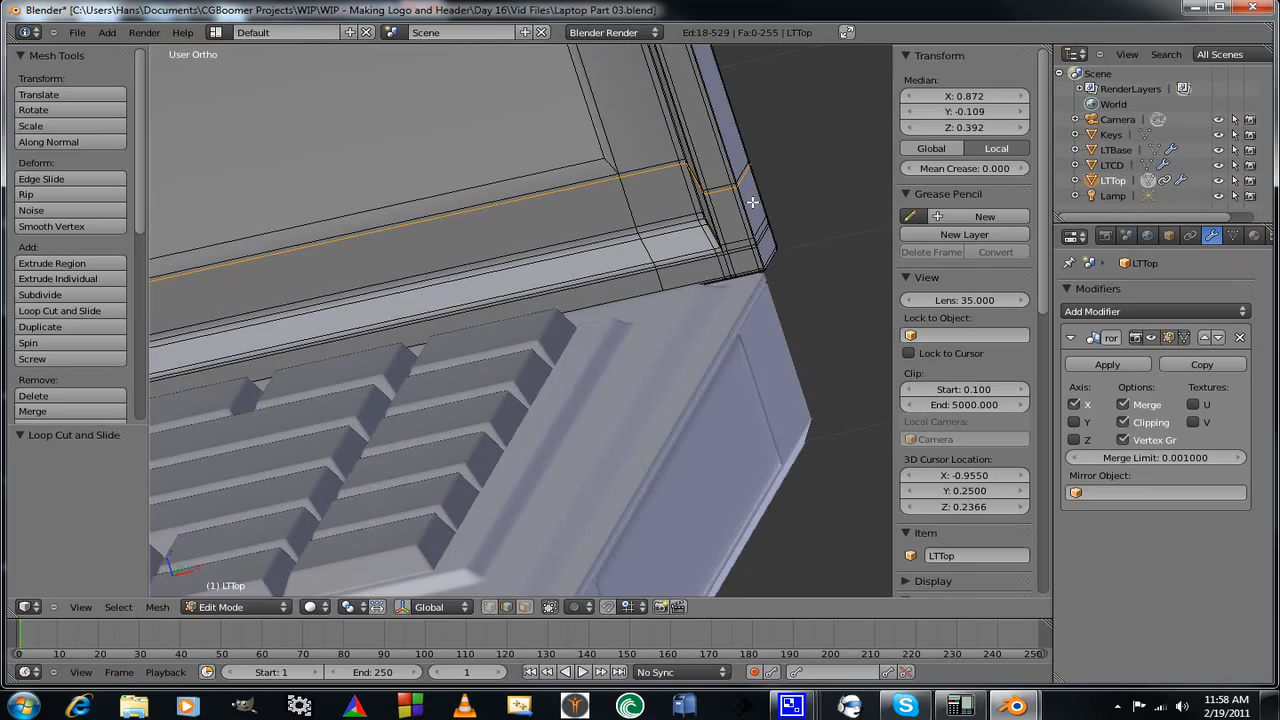 Blender* [C:\Users\Hans\Documents\CGBoomer Projects\WIP\WIP - Making Logo and Header\Day 16\Vid Files\Laptop Part 03.blend]
File Add Render Help Default Scene Blender Render Ed:18-529 | Fa:0-255 | LTTop
View Search All Scenes
Mesh Tools
Transform:
Translate
Rotate
Scale
Along Normal
Deform:
Edge Slide
Rip
Noise
Smooth Vertex
Add:
Extrude Region
Extrude Individual
Subdivide
Loop Cut and Slide
Duplicate
Spin
Screw
Remove:
Delete
Merge
Loop Cut and Slide
User Ortho
(1) LTTop
Transform
Median:
X: 0.872
Y: -0.109
Z: 0.392
Global Local
Mean Crease: 0.000
Grease Pencil
New
New Layer
Delete Frame Convert
View
Lens: 35.000
Lock to Object:
Lock to Cursor
Clip:
Start: 0.100
End: 5000.000
Local Camera:
Camera
3D Cursor Location:
X: -0.9550
Y: 0.2500
Z: 0.2366
Item
LTTop
Display
Scene
RenderLayers
World
Camera
Keys
LTBase
LTCD
LTTop
Lamp
LTTop
Modifiers
Add Modifier
ror
Apply Copy
Axis: Options: Textures:
X Merge U
Y Clipping V
Z Vertex Gr
Merge Limit: 0.001000
Mirror Object:
View Select Mesh Edit Mode Global
0 10 20 30 40 50 60 70 80 90 100 110 120 130 140 150 160 170 180 190 200 210 220 230 240 250
View Frame Playback Start: 1 End: 250 1 No Sync
11:58 AM
2/19/2011